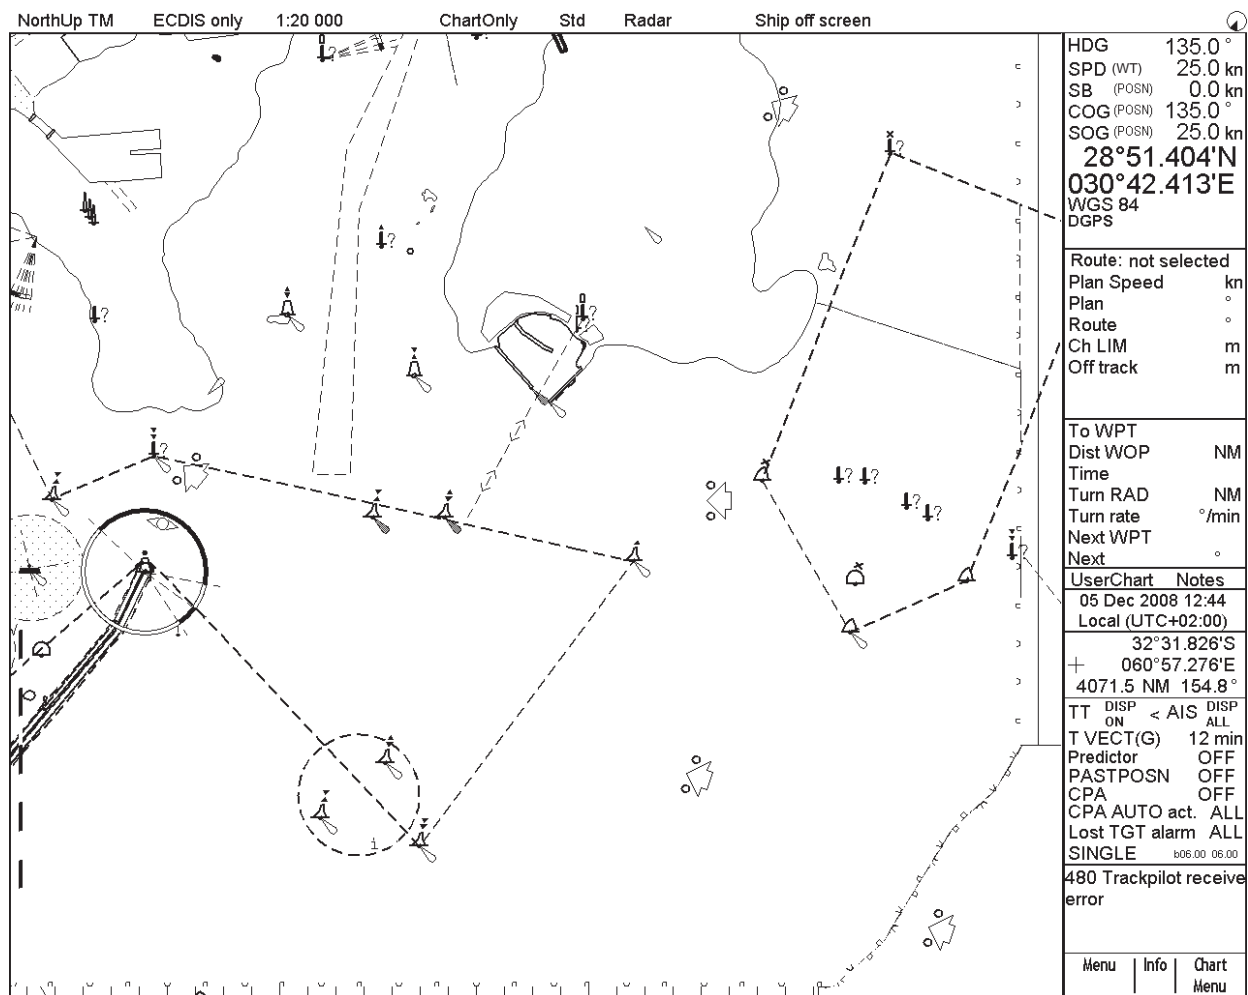 NorthUp TM ECDIS only 1:20 000 ChartOnly Std Radar Ship off screen
HDG 135.0 °
SPD (WT) 25.0 kn
SB (POSN) 0.0 kn
COG (POSN) 135.0 °
SOG (POSN) 25.0 kn
28°51.404'N
030°42.413'E
WGS 84
DGPS
Route: not selected
Plan Speed kn
Plan °
Route °
Ch LIM m
Off track m
To WPT
Dist WOP NM
Time
Turn RAD NM
Turn rate °/min
Next WPT
Next °
UserChart Notes
05 Dec 2008 12:44
Local (UTC+02:00)
32°31.826'S
060°57.276'E
4071.5 NM 154.8°
TT DISP ON < AIS DISP ALL
T VECT(G) 12 min
Predictor OFF
PASTPOSN OFF
CPA OFF
CPA AUTO act. ALL
Lost TGT alarm ALL
SINGLE b06.00 06.00
480 Trackpilot receive
error
Menu Info Chart
Menu
?
?
?
?
?
?
?
?
?
?
?
?
?
i
i